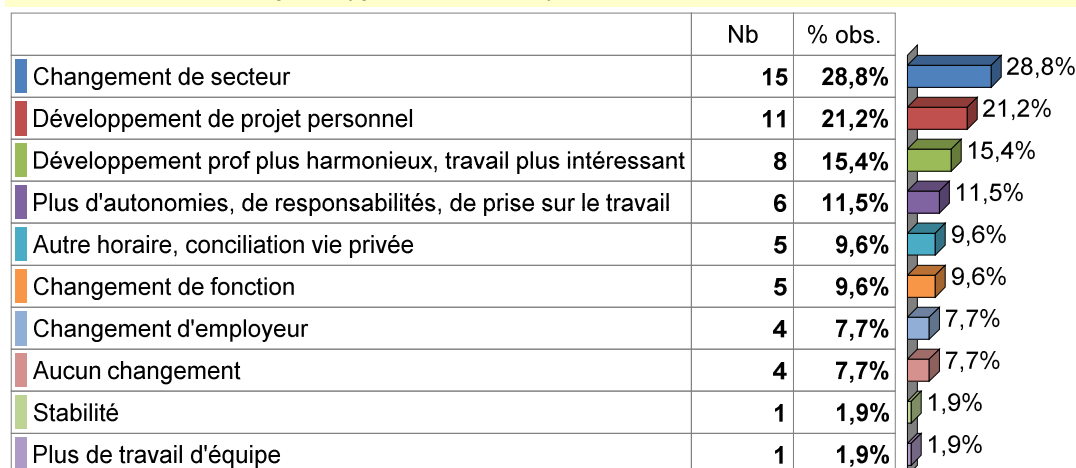 Nb % obs.
Changement de secteur 15 28,8% 28,8%
Développement de projet personnel 11 21,2% 21,2%
Développement prof plus harmonieux, travail plus intéressant 8 15,4% 15,4%
Plus d'autonomies, de responsabilités, de prise sur le travail 6 11,5% 11,5%
Autre horaire, conciliation vie privée 5 9,6% 9,6%
Changement de fonction 5 9,6% 9,6%
Changement d'employeur 4 7,7% 7,7%
Aucun changement 4 7,7% 7,7%
Stabilité 1 1,9% 1,9%
Plus de travail d'équipe 1 1,9% 1,9%